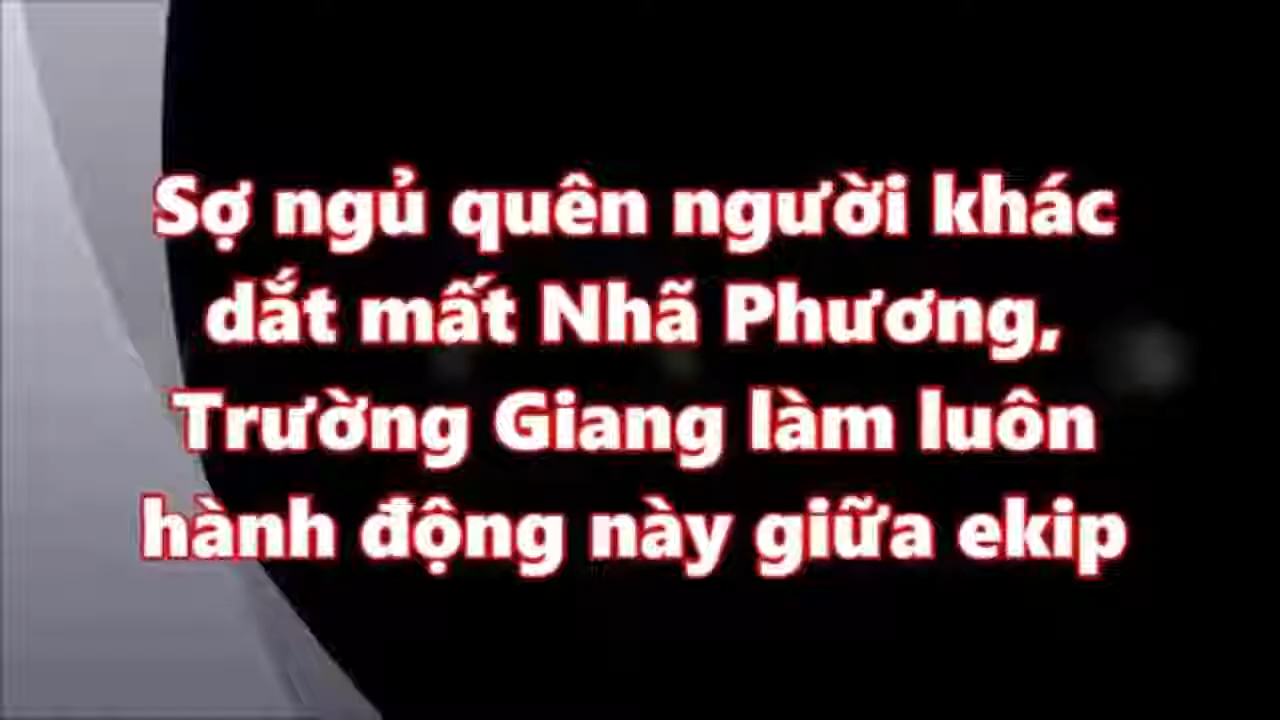 Sợ ngủ quên người khác
dắt mất Nhã Phương,
Trường Giang làm luôn
hành động này giữa ekip